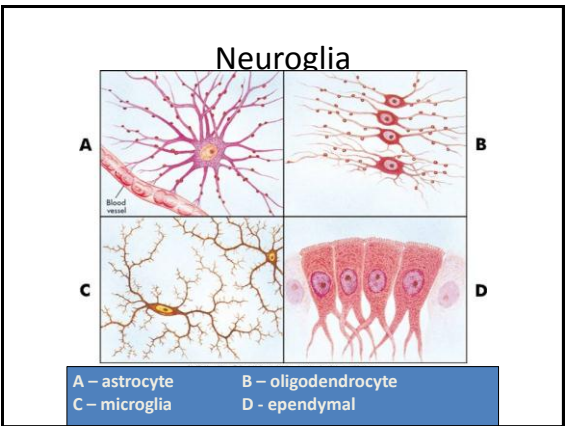 Neuroglia
A
B
Blood
vessel
C
D
A – astrocyte B – oligodendrocyte
C – microglia D - ependymal